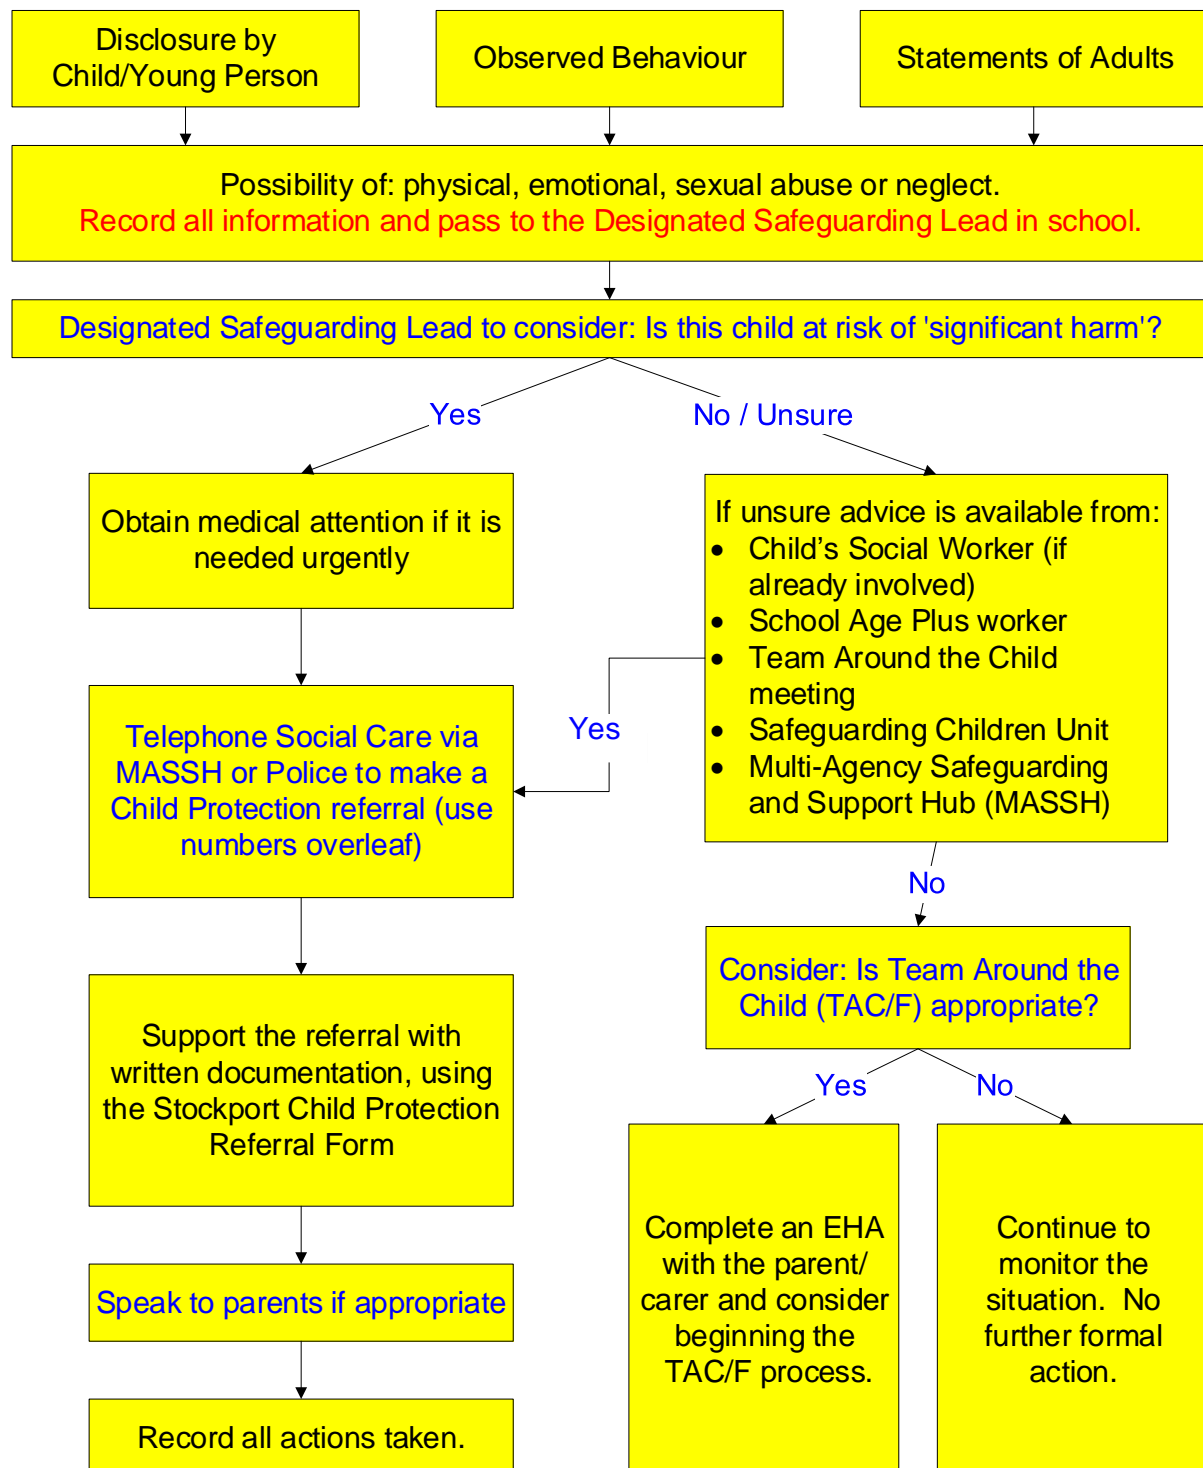 Disclosure by
Child/Young Person
Observed Behaviour
Statements of Adults
Possibility of: physical, emotional, sexual abuse or neglect.
Record all information and pass to the Designated Safeguarding Lead in school.
Designated Safeguarding Lead to consider: Is this child at risk of 'significant harm'?
Yes
No / Unsure
Obtain medical attention if it is
needed urgently
If unsure advice is available from:
• Child's Social Worker (if
already involved)
• School Age Plus worker
• Team Around the Child
meeting
• Safeguarding Children Unit
• Multi-Agency Safeguarding
and Support Hub (MASSH)
Yes
Telephone Social Care via
MASSH or Police to make a
Child Protection referral (use
numbers overleaf)
No
Consider: Is Team Around the
Child (TAC/F) appropriate?
Support the referral with
written documentation, using
the Stockport Child Protection
Referral Form
Yes
No
Complete an EHA
with the parent/
carer and consider
beginning the
TAC/F process.
Continue to
monitor the
situation.  No
further formal
action.
Speak to parents if appropriate
Record all actions taken.